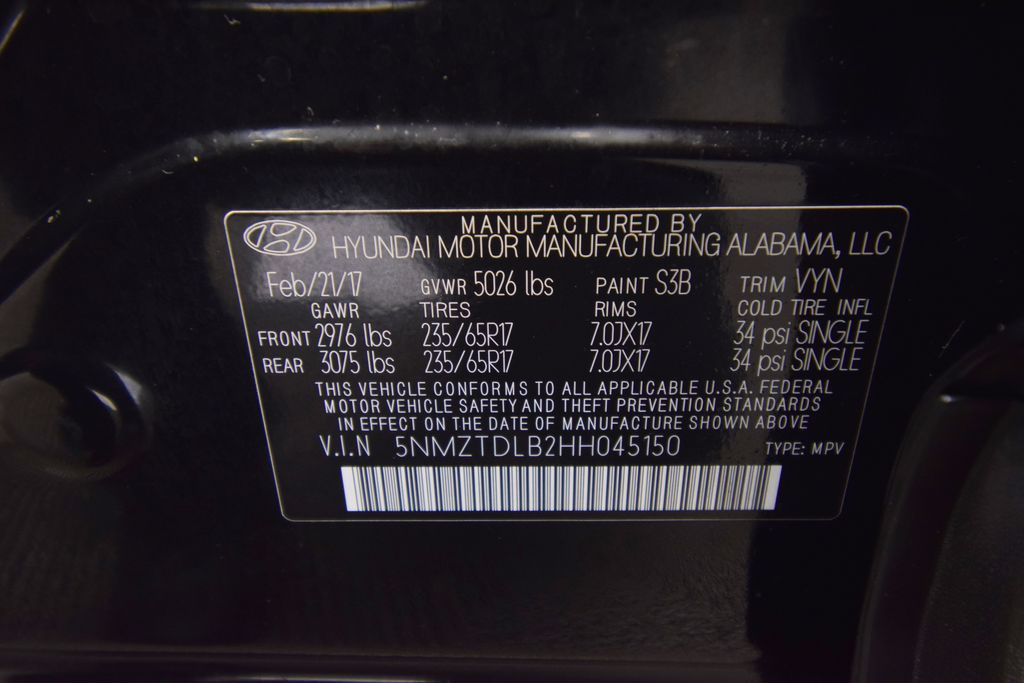 MANUFACTURED BY
HYUNDAI MOTOR MANUFACTURING ALABAMA, LLC
Feb/21/17 GVWR 5026 lbs PAINT S3B TRIM VYN
GAWR TIRES RIMS COLD TIRE INFL
FRONT 2976 lbs 235/65R17 7.0JX17 34 psi SINGLE
REAR 3075 lbs 235/65R17 7.0JX17 34 psi SINGLE
THIS VEHICLE CONFORMS TO ALL APPLICABLE U.S.A. FEDERAL
MOTOR VEHICLE SAFETY AND THEFT PREVENTION STANDARDS
IN EFFECT ON THE DATE OF MANUFACTURE SHOWN ABOVE
V.I.N 5NMZTDLB2HH045150 TYPE: MPV